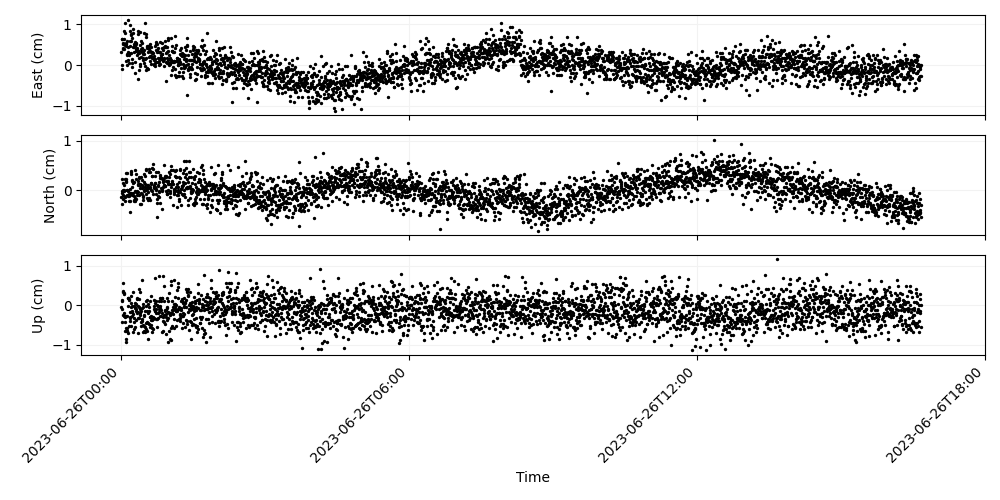 East (cm)
1
0
−1
North (cm)
1
0
Up (cm)
1
0
−1
2023-06-26T00:00
2023-06-26T06:00
2023-06-26T12:00
2023-06-26T18:00
Time